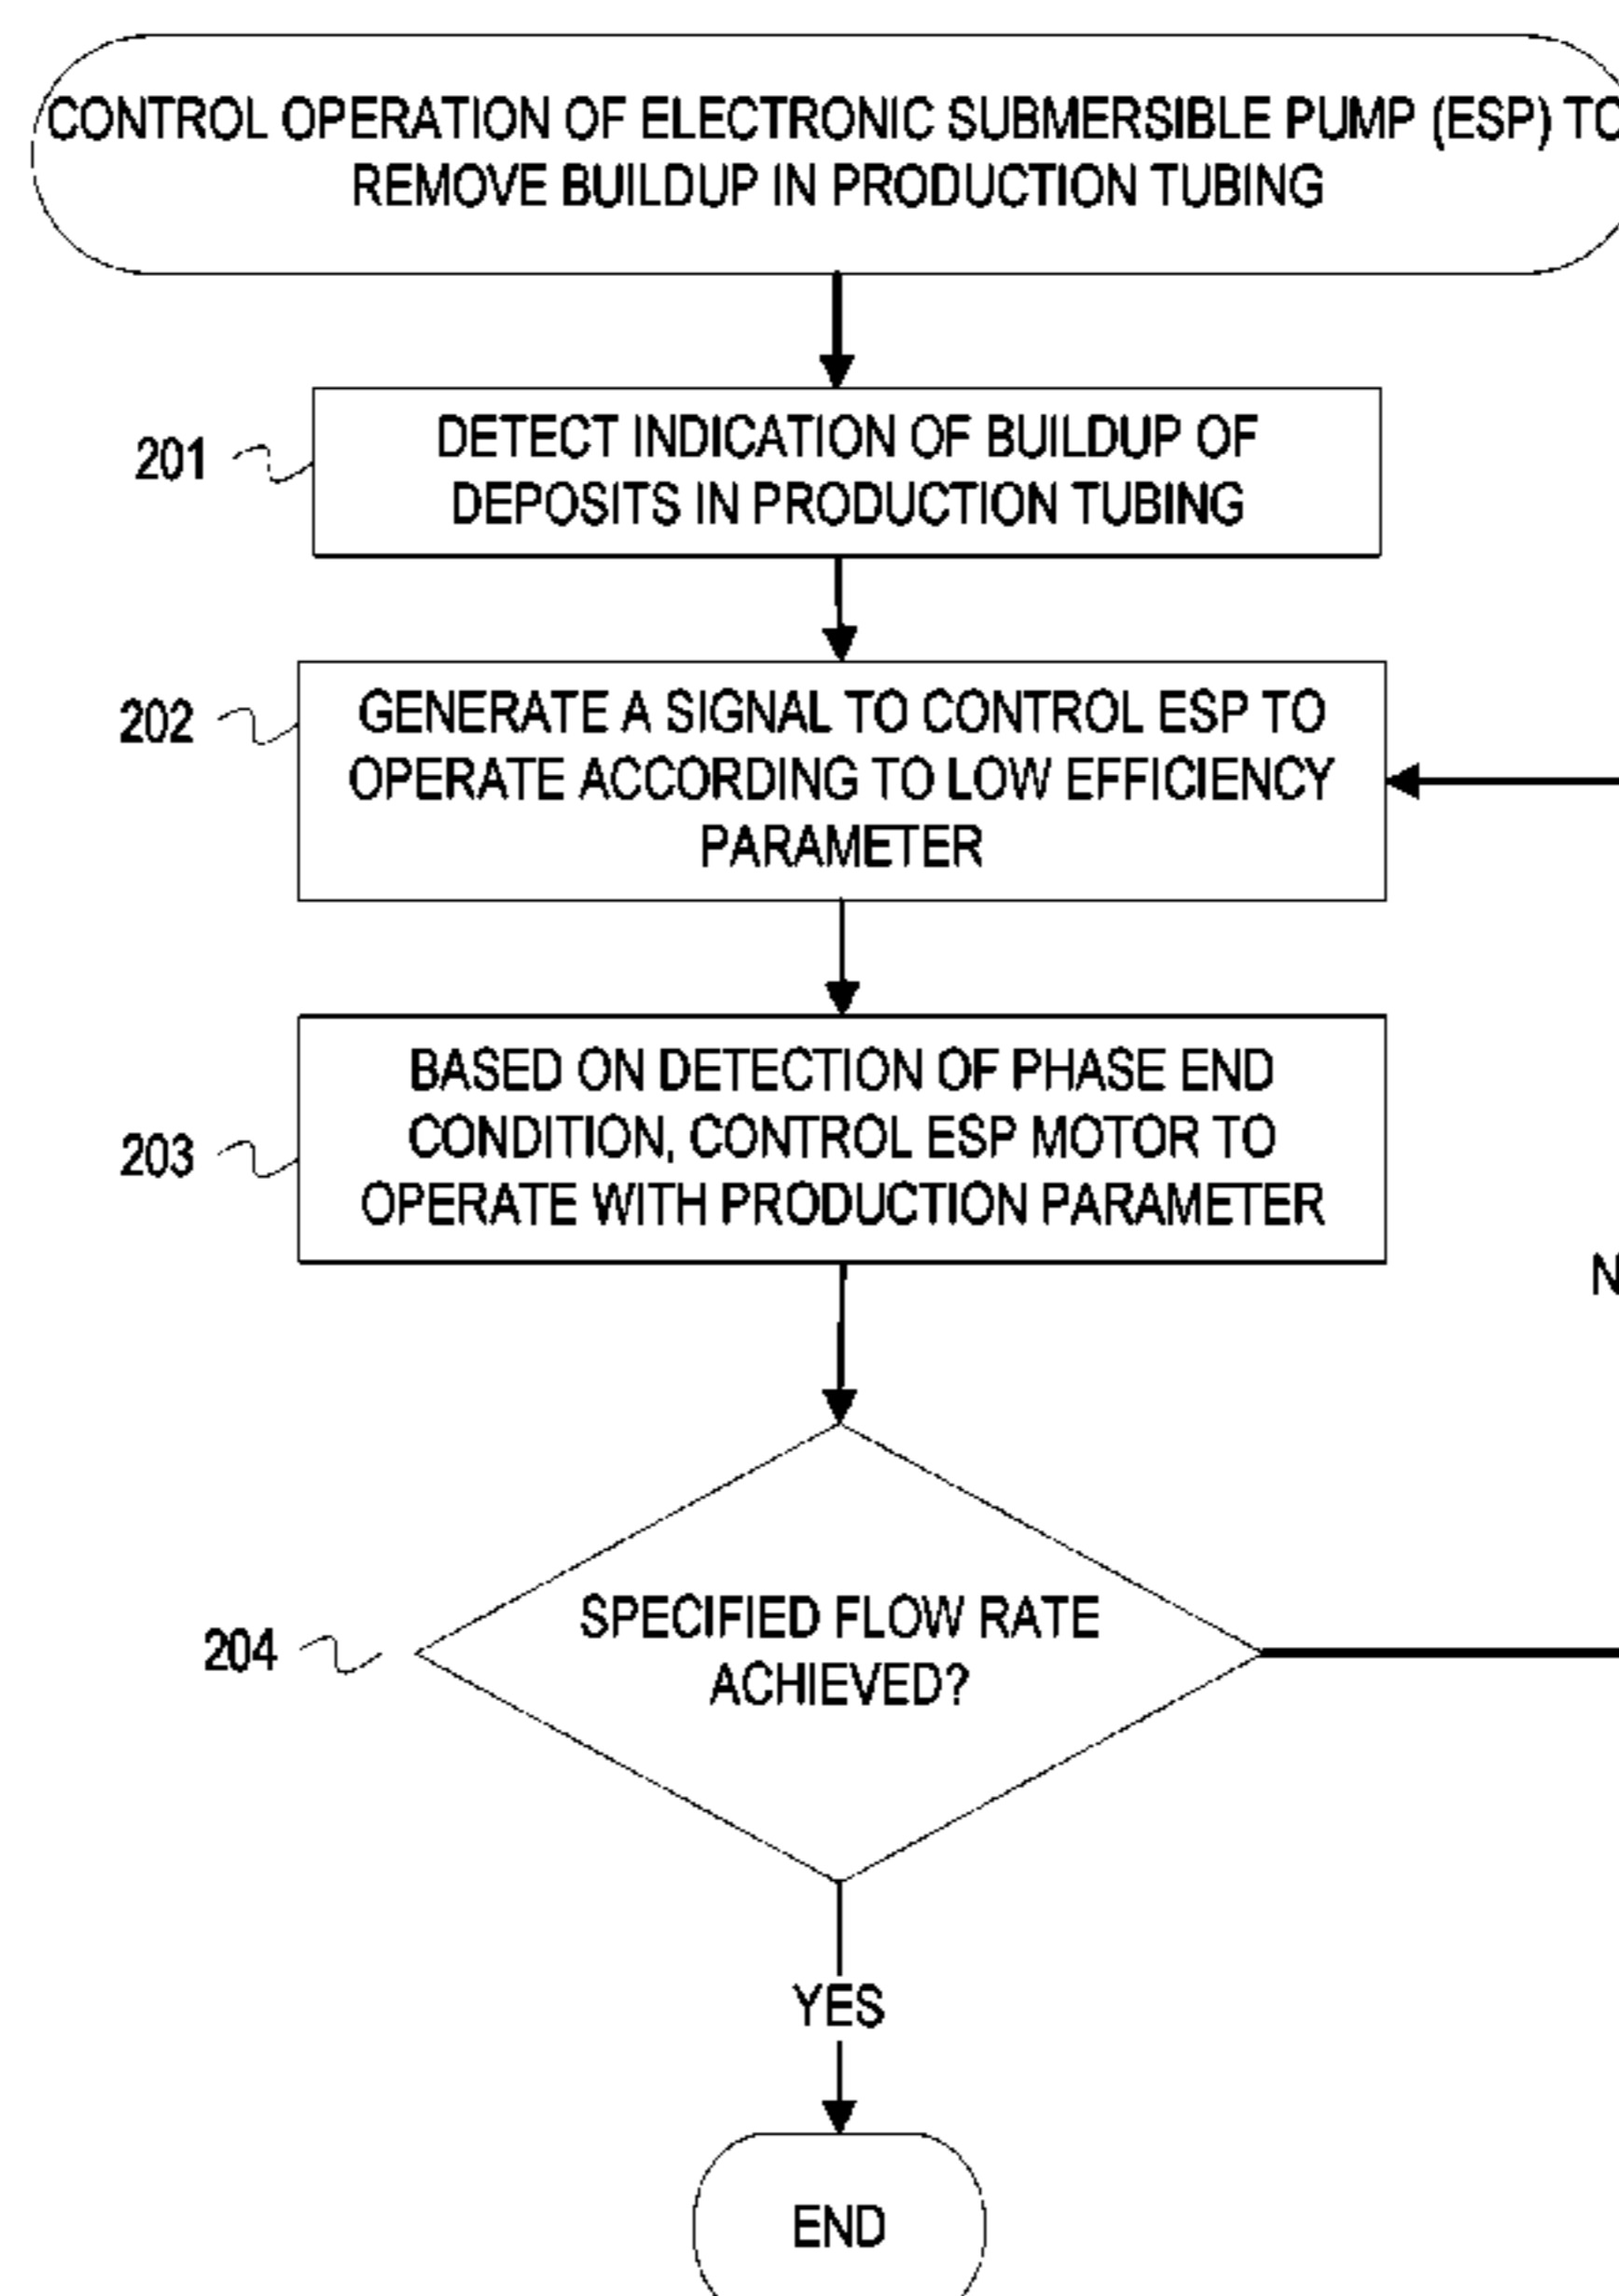 CONTROL OPERATION OF ELECTRONIC SUBMERSIBLE PUMP (ESP) TO
REMOVE BUILDUP IN PRODUCTION TUBING
201
DETECT INDICATION OF BUILDUP OF
DEPOSITS IN PRODUCTION TUBING
202
GENERATE A SIGNAL TO CONTROL ESP TO
OPERATE ACCORDING TO LOW EFFICIENCY
PARAMETER
203
BASED ON DETECTION OF PHASE END
CONDITION, CONTROL ESP MOTOR TO
OPERATE WITH PRODUCTION PARAMETER
204
SPECIFIED FLOW RATE
ACHIEVED?
YES
END